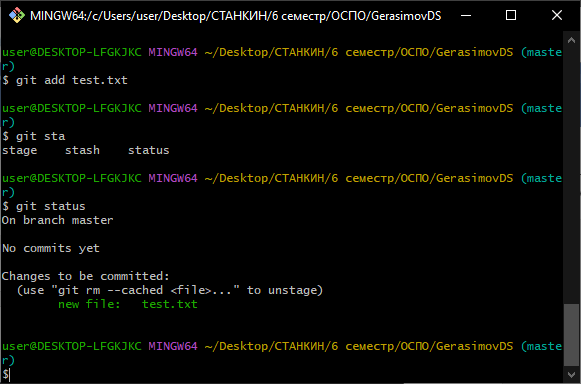 MINGW64:/c/Users/user/Desktop/СТАНКИН/6 семестр/ОСПО/GerasimovDS
user@DESKTOP-LFGKJKC MINGW64 ~/Desktop/СТАНКИН/6 семестр/ОСПО/GerasimovDS (maste
r)
$ git add test.txt
user@DESKTOP-LFGKJKC MINGW64 ~/Desktop/СТАНКИН/6 семестр/ОСПО/GerasimovDS (maste
r)
$ git sta
stage    stash    status
user@DESKTOP-LFGKJKC MINGW64 ~/Desktop/СТАНКИН/6 семестр/ОСПО/GerasimovDS (maste
r)
$ git status
On branch master
No commits yet
Changes to be committed:
  (use "git rm --cached <file>..." to unstage)
        new file:   test.txt
user@DESKTOP-LFGKJKC MINGW64 ~/Desktop/СТАНКИН/6 семестр/ОСПО/GerasimovDS (maste
r)
$